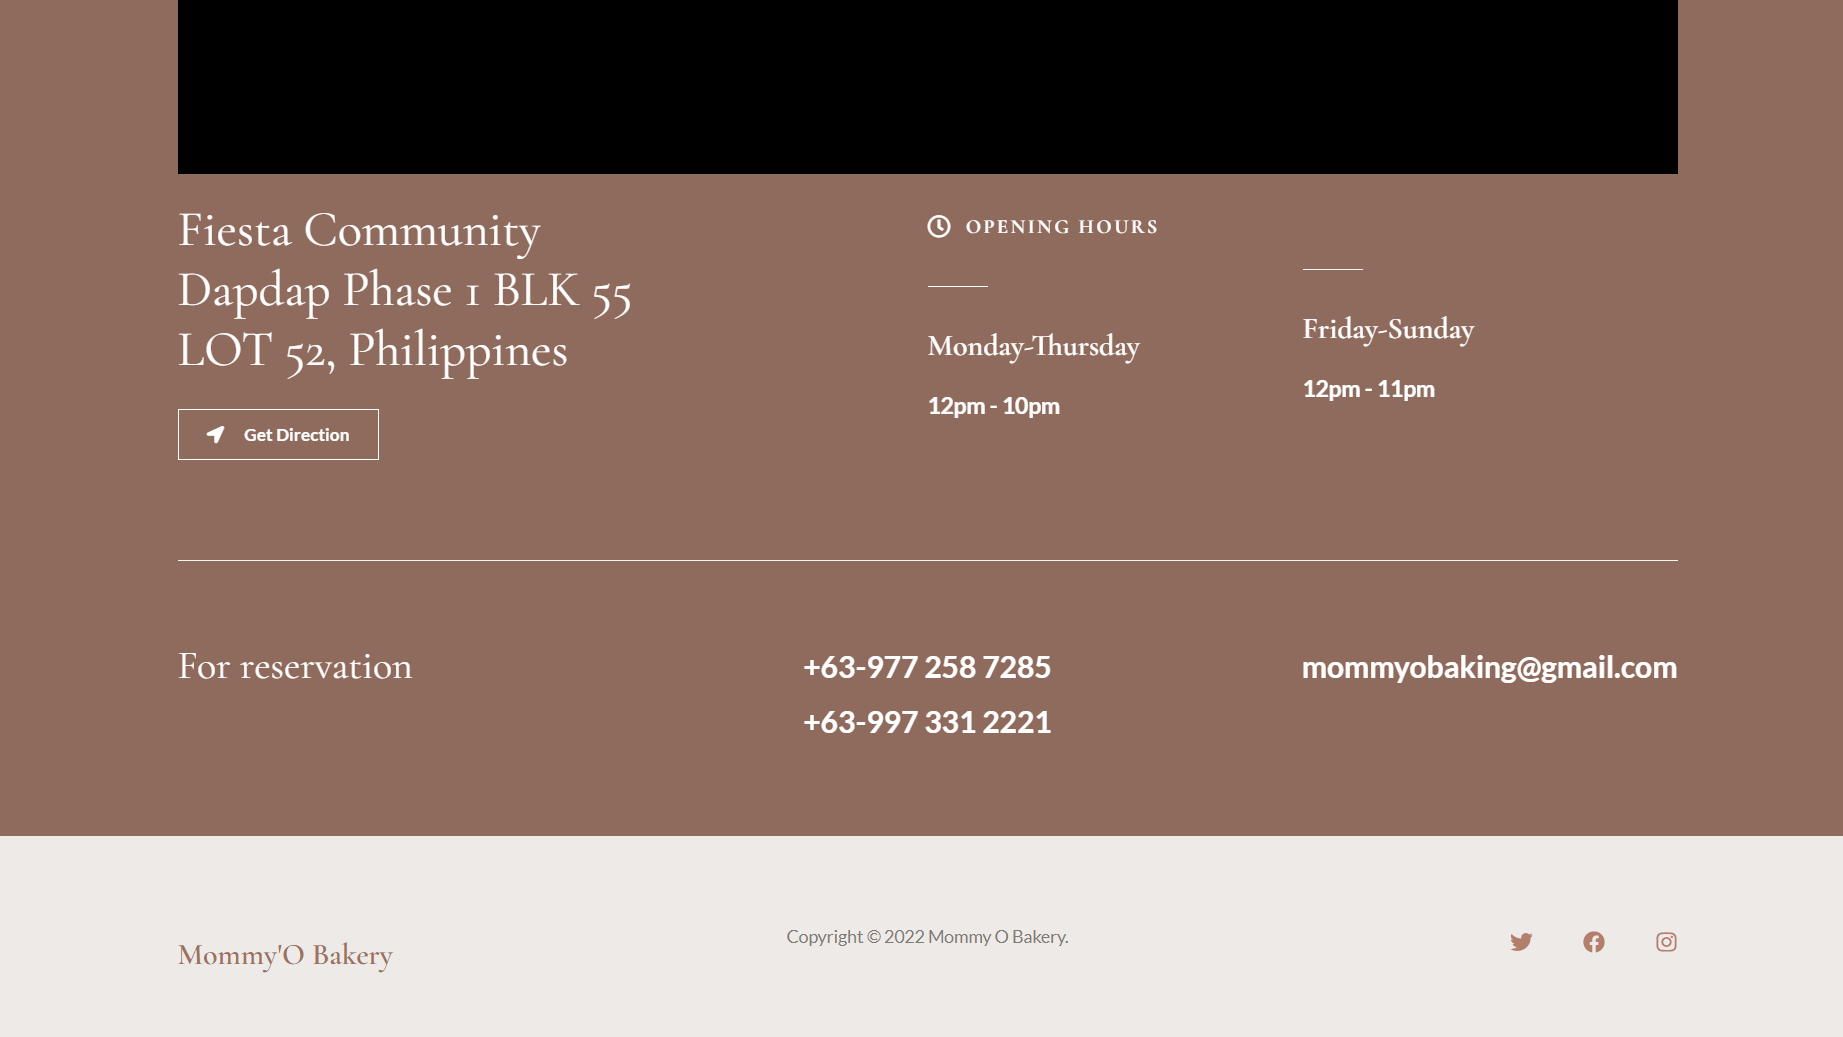 Fiesta Community
Dapdap Phase 1 BLK 55
LOT 52, Philippines
Get Direction
OPENING HOURS
Monday-Thursday
12pm - 10pm
Friday-Sunday
12pm - 11pm
For reservation
+63-977 258 7285
+63-997 331 2221
mommyobaking@gmail.com
Mommy'O Bakery
Copyright © 2022 Mommy O Bakery.